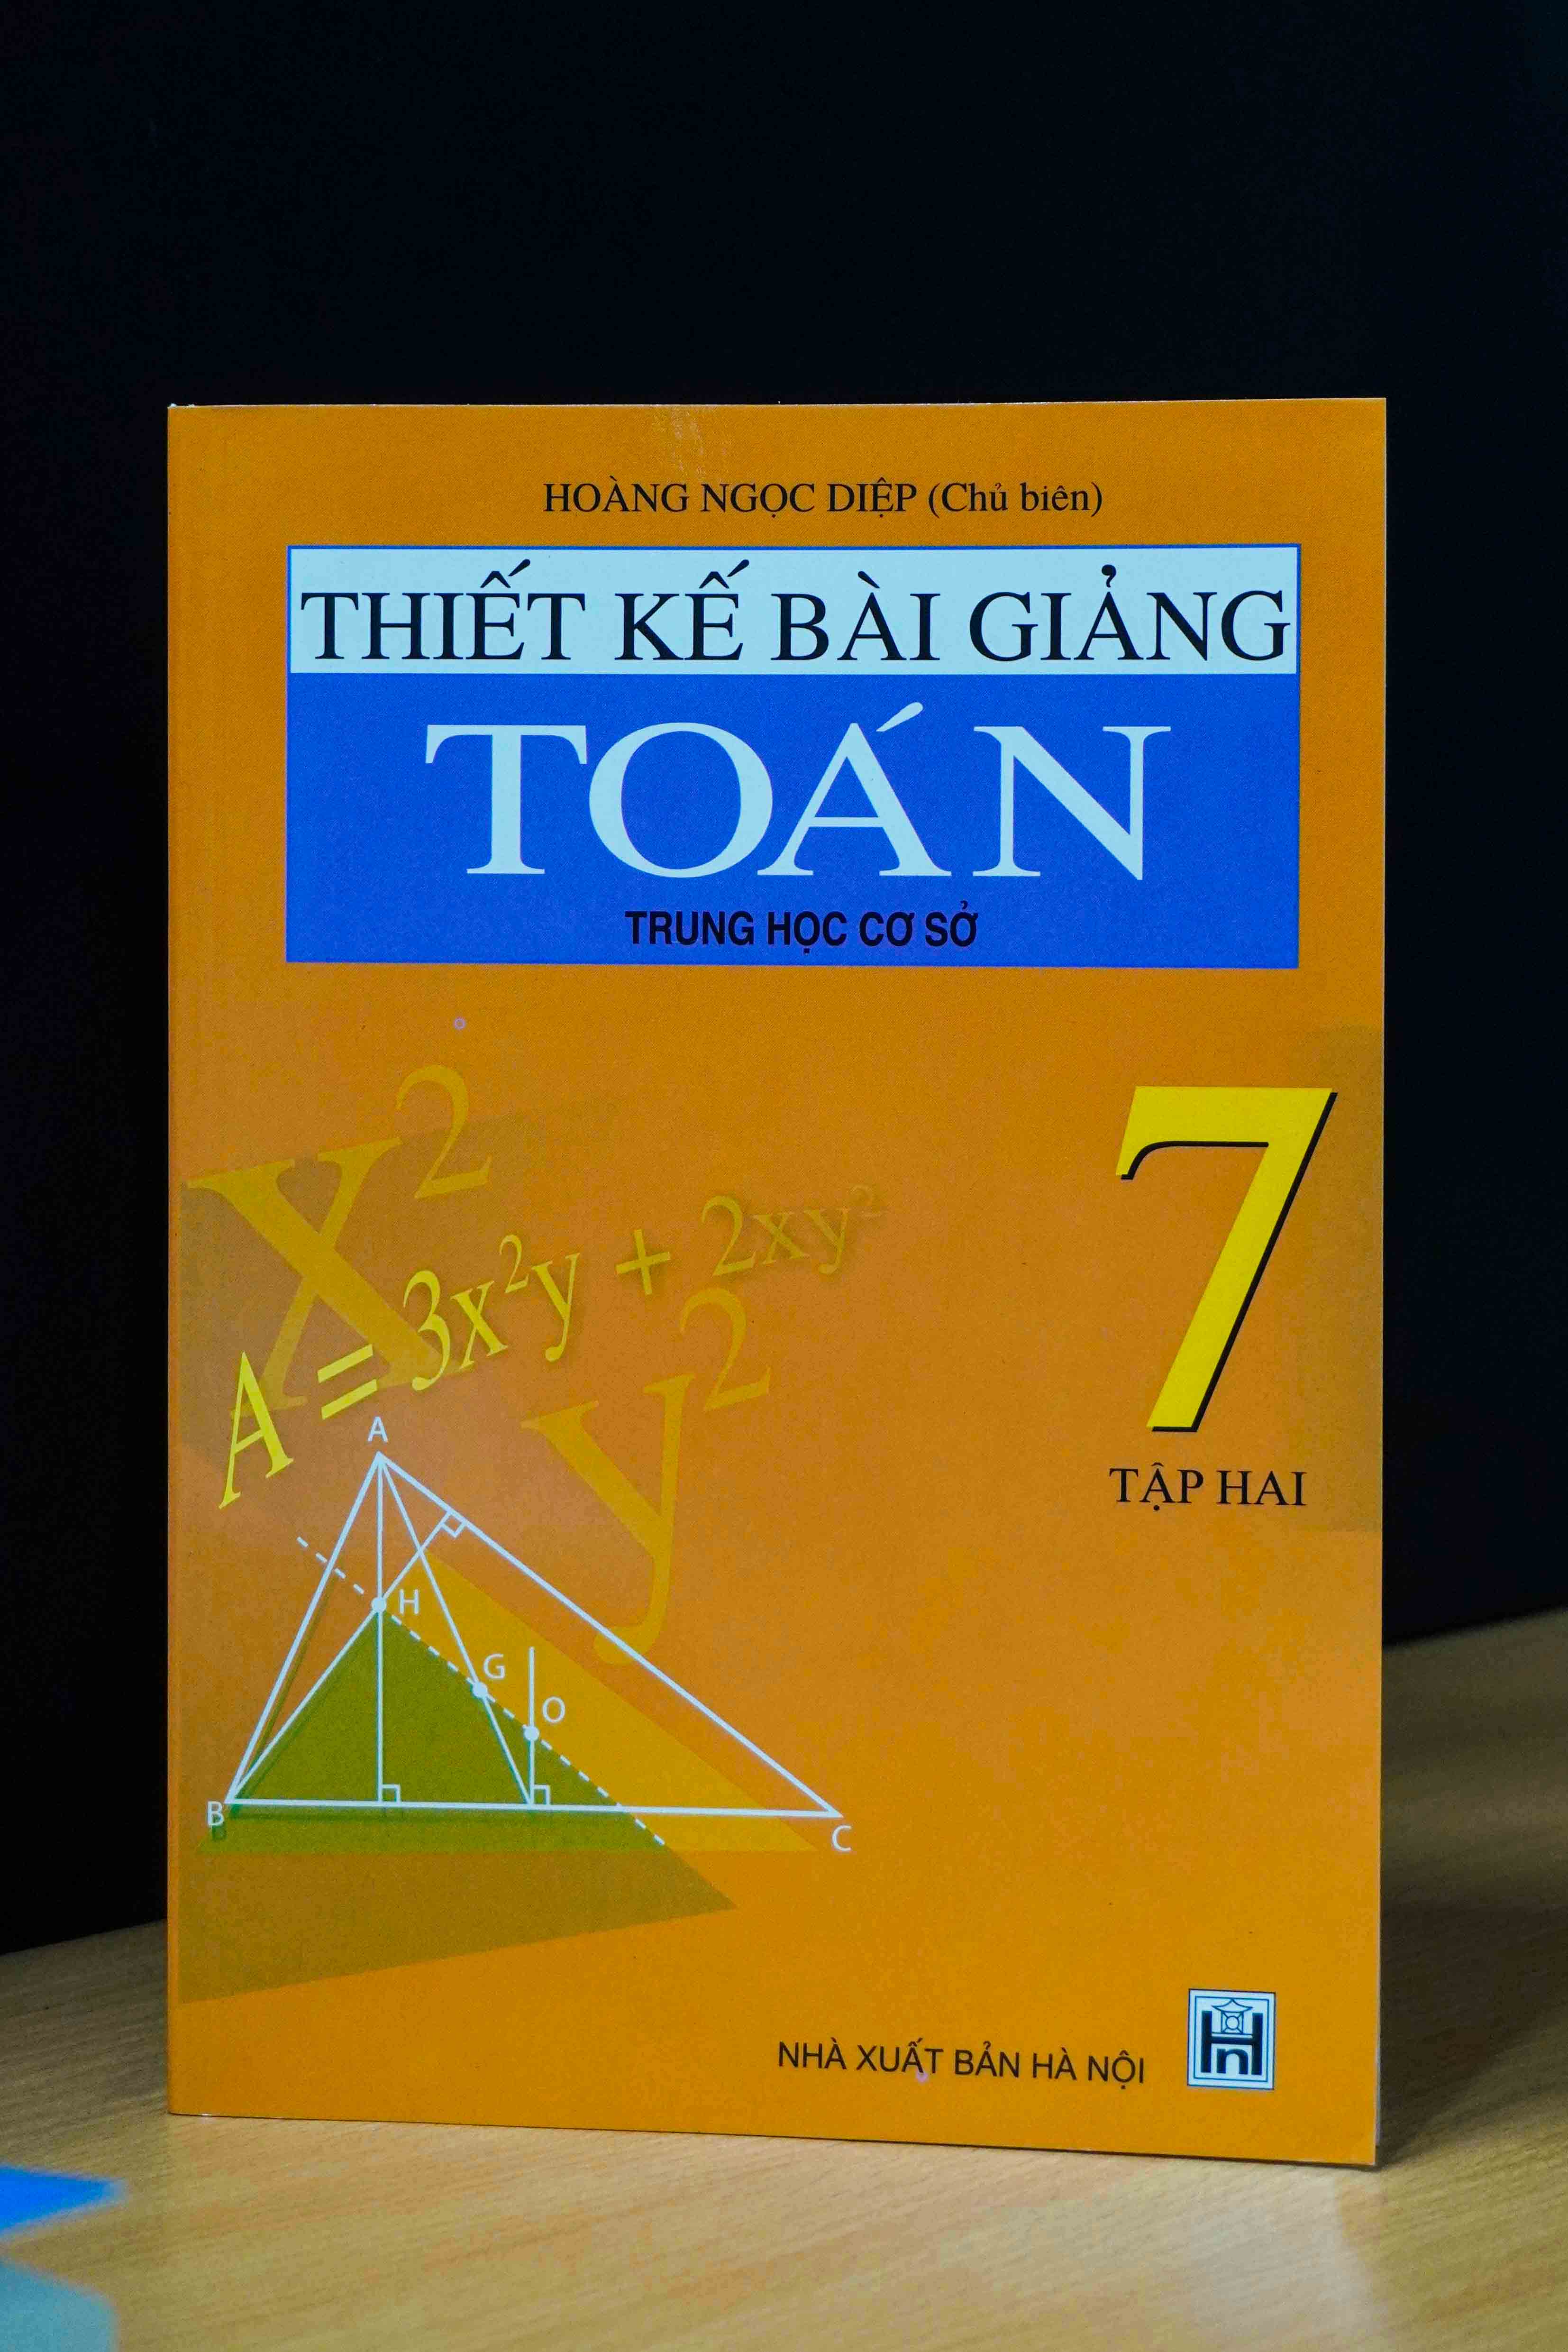 HOÀNG NGỌC DIỆP (Chủ biên)
THIẾT KẾ BÀI GIẢNG
TOÁN
TRUNG HỌC CƠ SỞ
X²
A = 3x²y + 2xy²
y²
7
TẬP HAI
A
H
G
O
B
C
NHÀ XUẤT BẢN HÀ NỘI
Hn